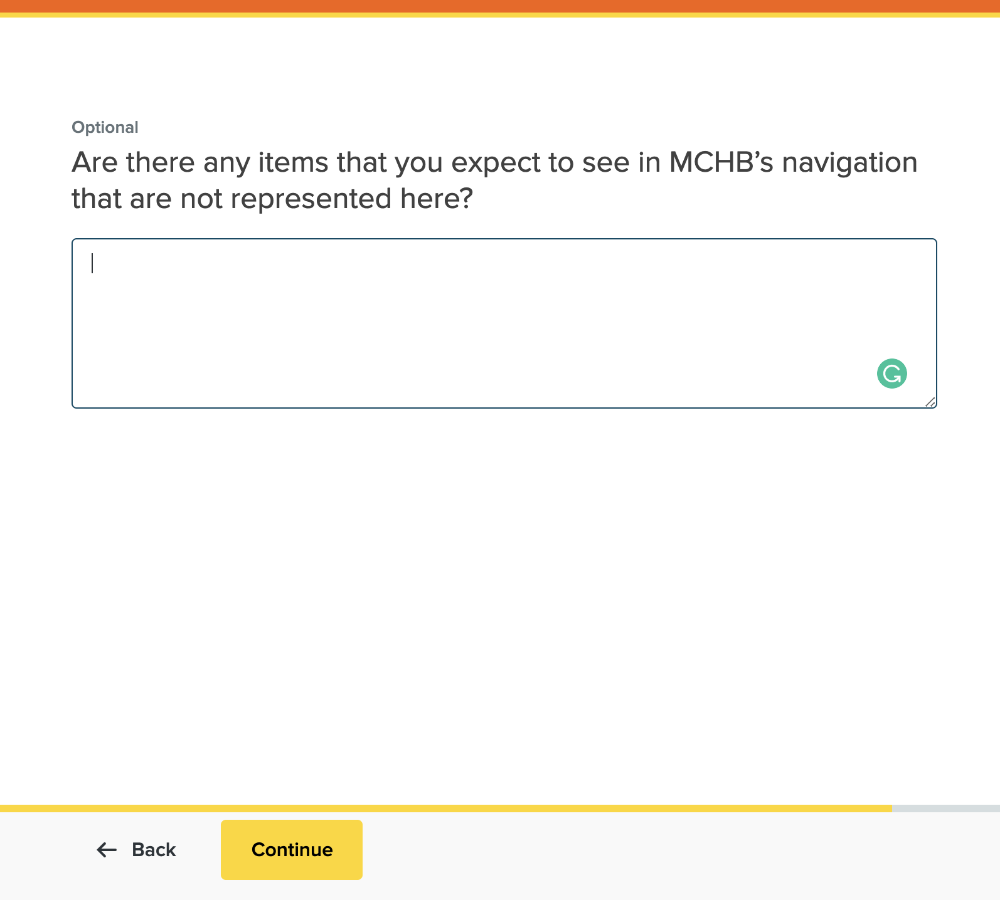 Optional
Are there any items that you expect to see in MCHB’s navigation
that are not represented here?
Back
Continue